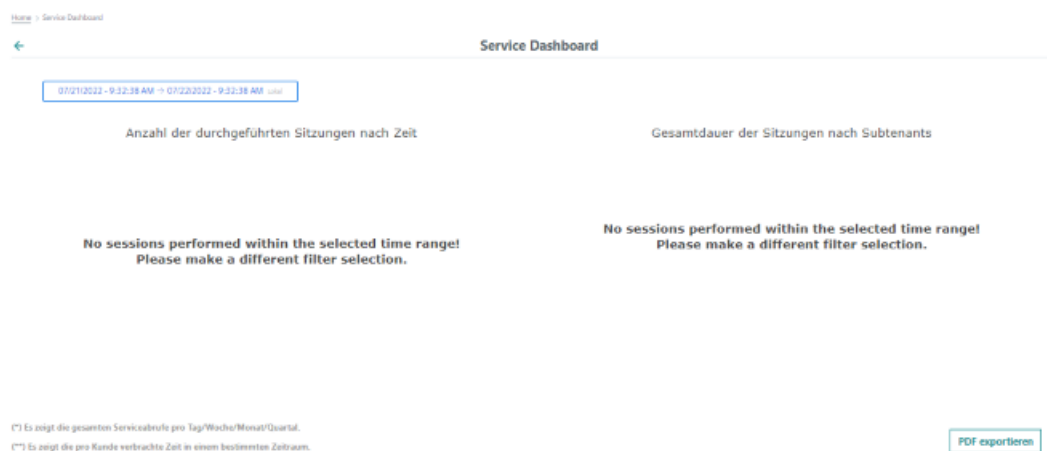 Home > Service Dashboard
Service Dashboard
07/21/2022 - 9:32:38 AM → 07/22/2022 - 9:32:38 AM
Anzahl der durchgeführten Sitzungen nach Zeit
Gesamtdauer der Sitzungen nach Subtenants
No sessions performed within the selected time range!
Please make a different filter selection.
No sessions performed within the selected time range!
Please make a different filter selection.
(*) Es zeigt die gesamten Serviceabrufe pro Tag/Woche/Monat/Quartal.
(**) Es zeigt die pro Kunde verbrachte Zeit in einem bestimmten Zeitraum.
PDF exportieren